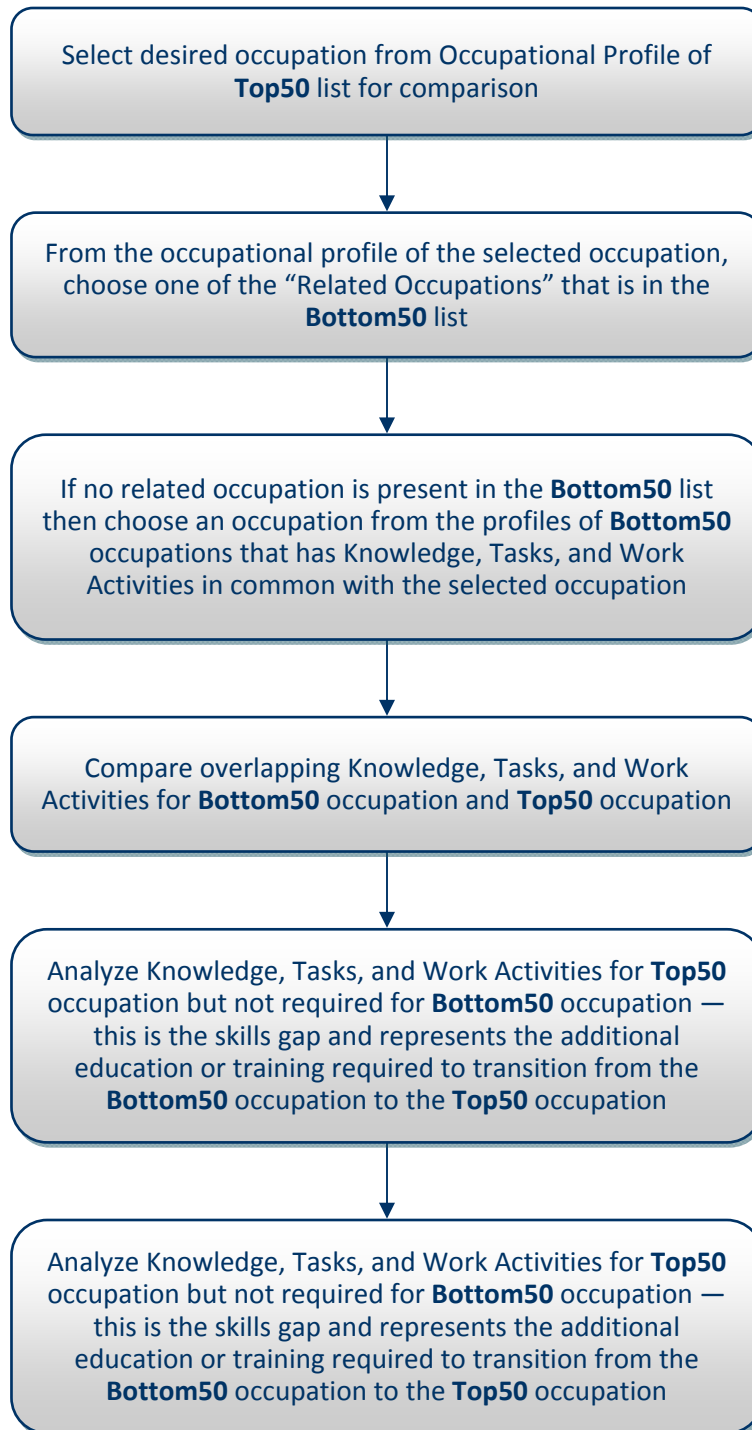 Select desired occupation from Occupational Profile of
Top50 list for comparison
From the occupational profile of the selected occupation,
choose one of the “Related Occupations” that is in the
Bottom50 list
If no related occupation is present in the Bottom50 list
then choose an occupation from the profiles of Bottom50
occupations that has Knowledge, Tasks, and Work
Activities in common with the selected occupation
Compare overlapping Knowledge, Tasks, and Work
Activities for Bottom50 occupation and Top50 occupation
Analyze Knowledge, Tasks, and Work Activities for Top50
occupation but not required for Bottom50 occupation —
this is the skills gap and represents the additional
education or training required to transition from the
Bottom50 occupation to the Top50 occupation
Analyze Knowledge, Tasks, and Work Activities for Top50
occupation but not required for Bottom50 occupation —
this is the skills gap and represents the additional
education or training required to transition from the
Bottom50 occupation to the Top50 occupation